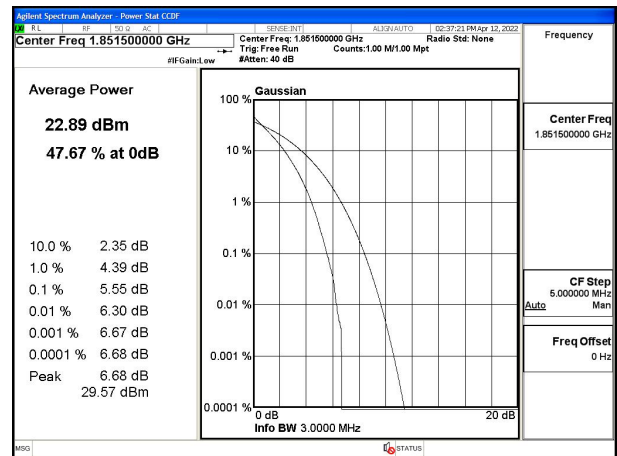 Agilent Spectrum Analyzer - Power Stat CCDF
RL RF 50 Ω AC SENSE:INT ALIGNAUTO 02:37:21 PM Apr 12, 2022
Center Freq 1.851500000 GHz
Center Freq: 1.851500000 GHz Radio Std: None
Trig: Free Run Counts:1.00 M/1.00 Mpt
#IFGain:Low #Atten: 40 dB
Frequency
Average Power
22.89 dBm
47.67 % at 0dB
10.0 % 2.35 dB
1.0 % 4.39 dB
0.1 % 5.55 dB
0.01 % 6.30 dB
0.001 % 6.67 dB
0.0001 % 6.68 dB
Peak 6.68 dB
29.57 dBm
Gaussian
100 %
10 %
1 %
0.1 %
0.01 %
0.001 %
0.0001 %
0 dB 20 dB
Info BW 3.0000 MHz
Center Freq
1.851500000 GHz
CF Step
5.000000 MHz
Auto Man
Freq Offset
0 Hz
MSG STATUS